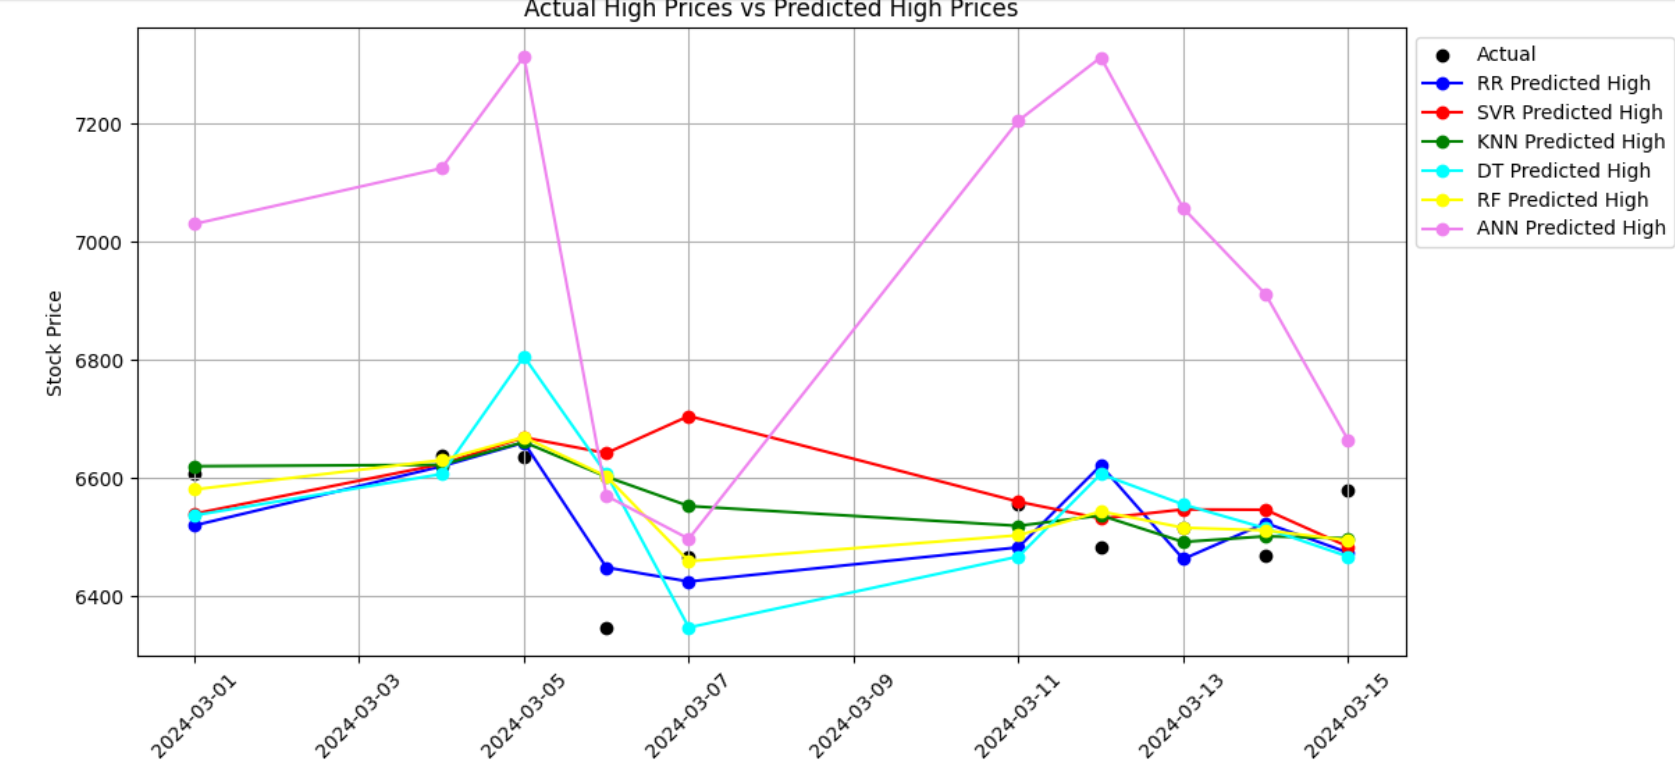 Actual High Prices vs Predicted High Prices
Actual
RR Predicted High
SVR Predicted High
KNN Predicted High
DT Predicted High
RF Predicted High
ANN Predicted High
Stock Price
7200
7000
6800
6600
6400
2024-03-01
2024-03-03
2024-03-05
2024-03-07
2024-03-09
2024-03-11
2024-03-13
2024-03-15